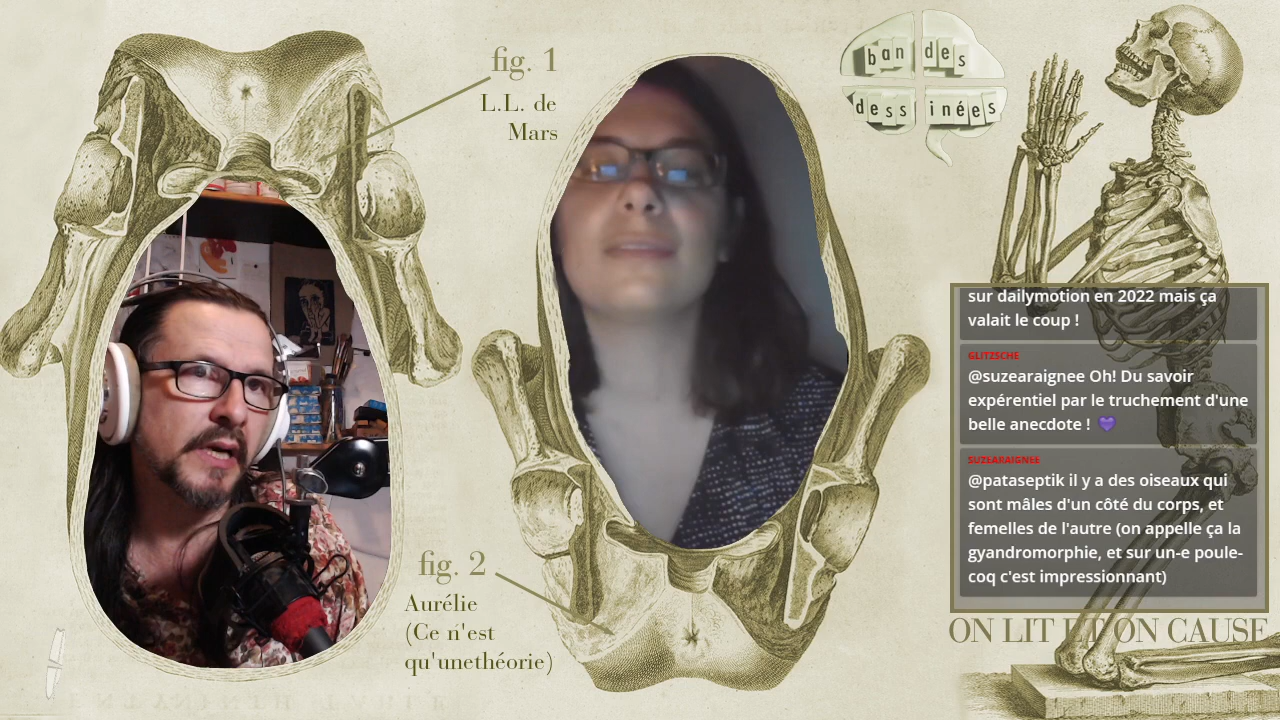 fig. 1
L.L. de
Mars
ban des
dess inées
sur dailymotion en 2022 mais ça
valait le coup !
GLITZSCHE
@suzearaignee Oh! Du savoir
expérentiel par le truchement d'une
belle anecdote ! 💜
SUZEARAIGNEE
@pataseptik il y a des oiseaux qui
sont mâles d'un côté du corps, et
femelles de l'autre (on appelle ça la
gyandromorphie, et sur un-e poule-
coq c'est impressionnant)
fig. 2
Aurélie
(Ce n'est
qu'unethéorie)
ON LIT ET ON CAUSE